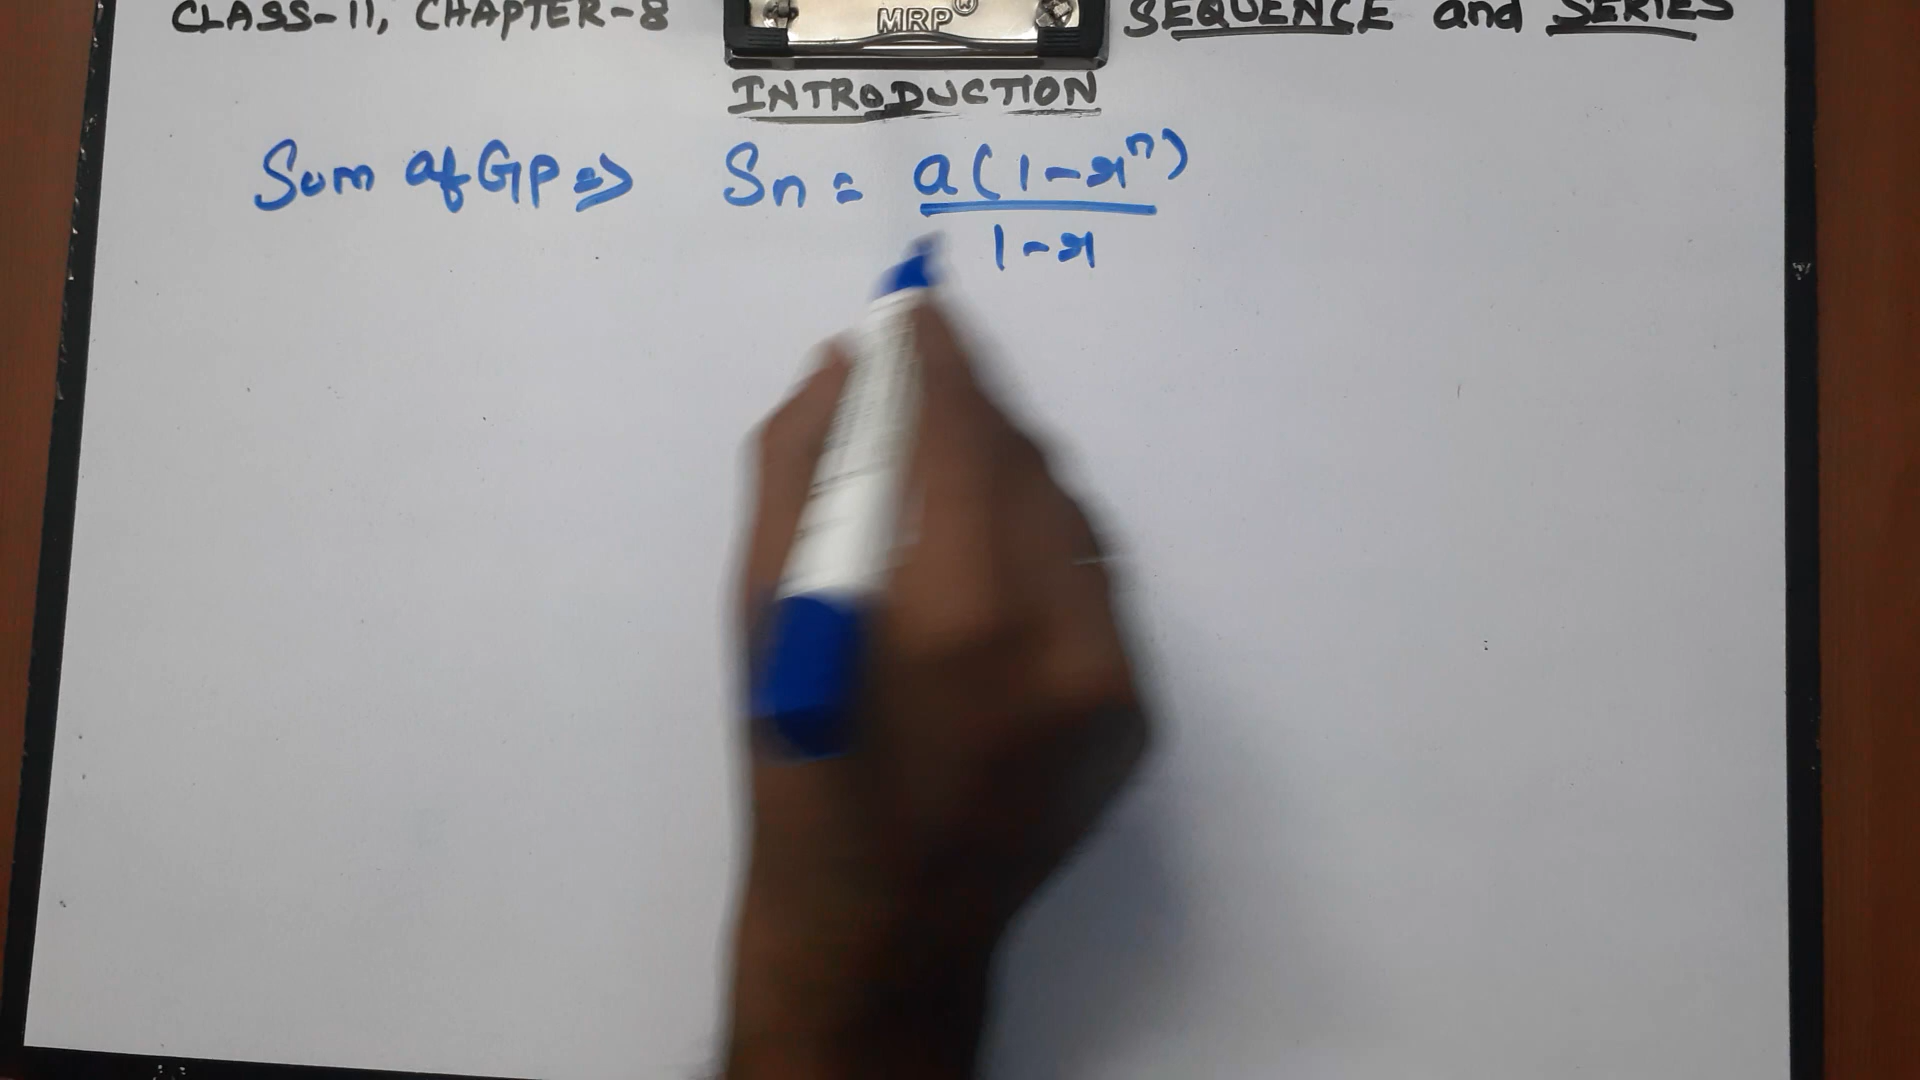 CLASS-11, CHAPTER-8 MRP® SEQUENCE and SERIES
INTRODUCTION
Sum of GP => Sn = a(1-r^n)
1-r